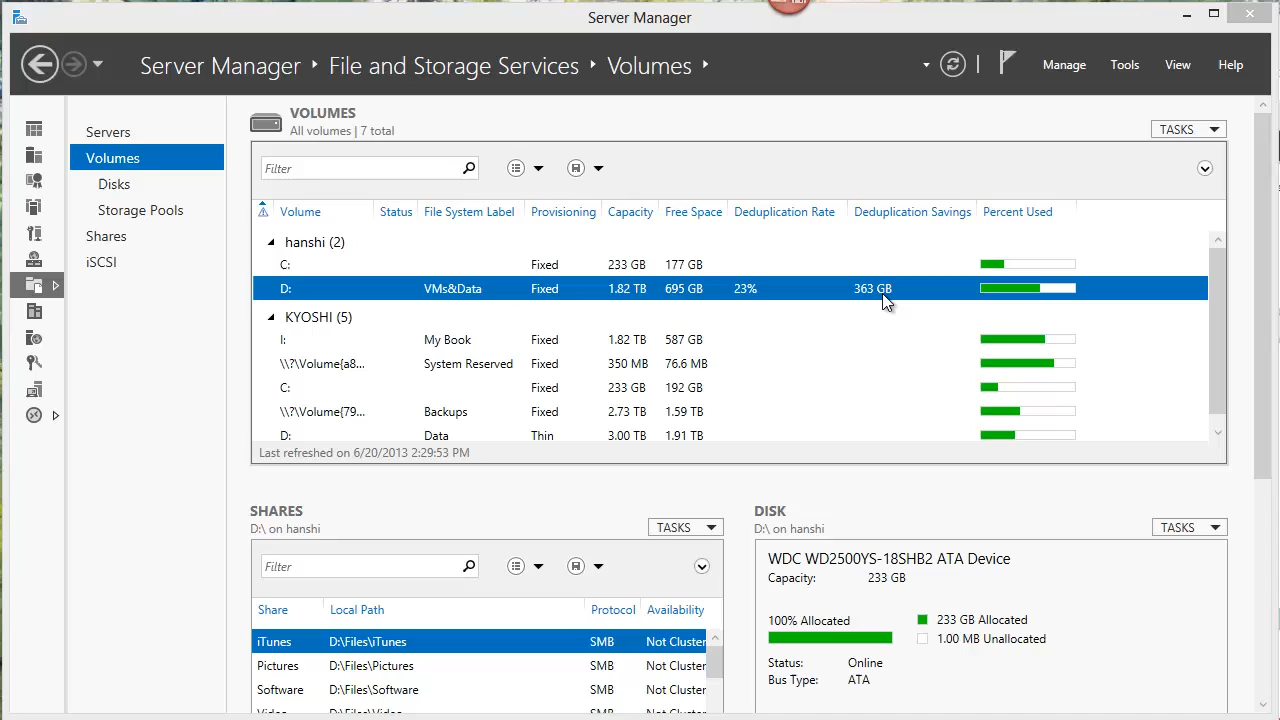 Server Manager
Server Manager ‣ File and Storage Services ‣ Volumes ‣
Manage Tools View Help
Servers
Volumes
Disks
Storage Pools
Shares
iSCSI
VOLUMES
All volumes | 7 total
TASKS
Filter
Volume Status File System Label Provisioning Capacity Free Space Deduplication Rate Deduplication Savings Percent Used
hanshi (2)
C: Fixed 233 GB 177 GB
D: VMs&Data Fixed 1.82 TB 695 GB 23% 363 GB
KYOSHI (5)
I: My Book Fixed 1.82 TB 587 GB
\\?\Volume{a8... System Reserved Fixed 350 MB 76.6 MB
C: Fixed 233 GB 192 GB
\\?\Volume{79... Backups Fixed 2.73 TB 1.59 TB
D: Data Thin 3.00 TB 1.91 TB
Last refreshed on 6/20/2013 2:29:53 PM
SHARES
D:\ on hanshi
TASKS
Filter
Share Local Path Protocol Availability
iTunes D:\Files\iTunes SMB Not Cluster
Pictures D:\Files\Pictures SMB Not Cluster
Software D:\Files\Software SMB Not Cluster
Video D:\Files\Video SMB Not Cluster
DISK
D:\ on hanshi
TASKS
WDC WD2500YS-18SHB2 ATA Device
Capacity: 233 GB
100% Allocated
233 GB Allocated
1.00 MB Unallocated
Status: Online
Bus Type: ATA